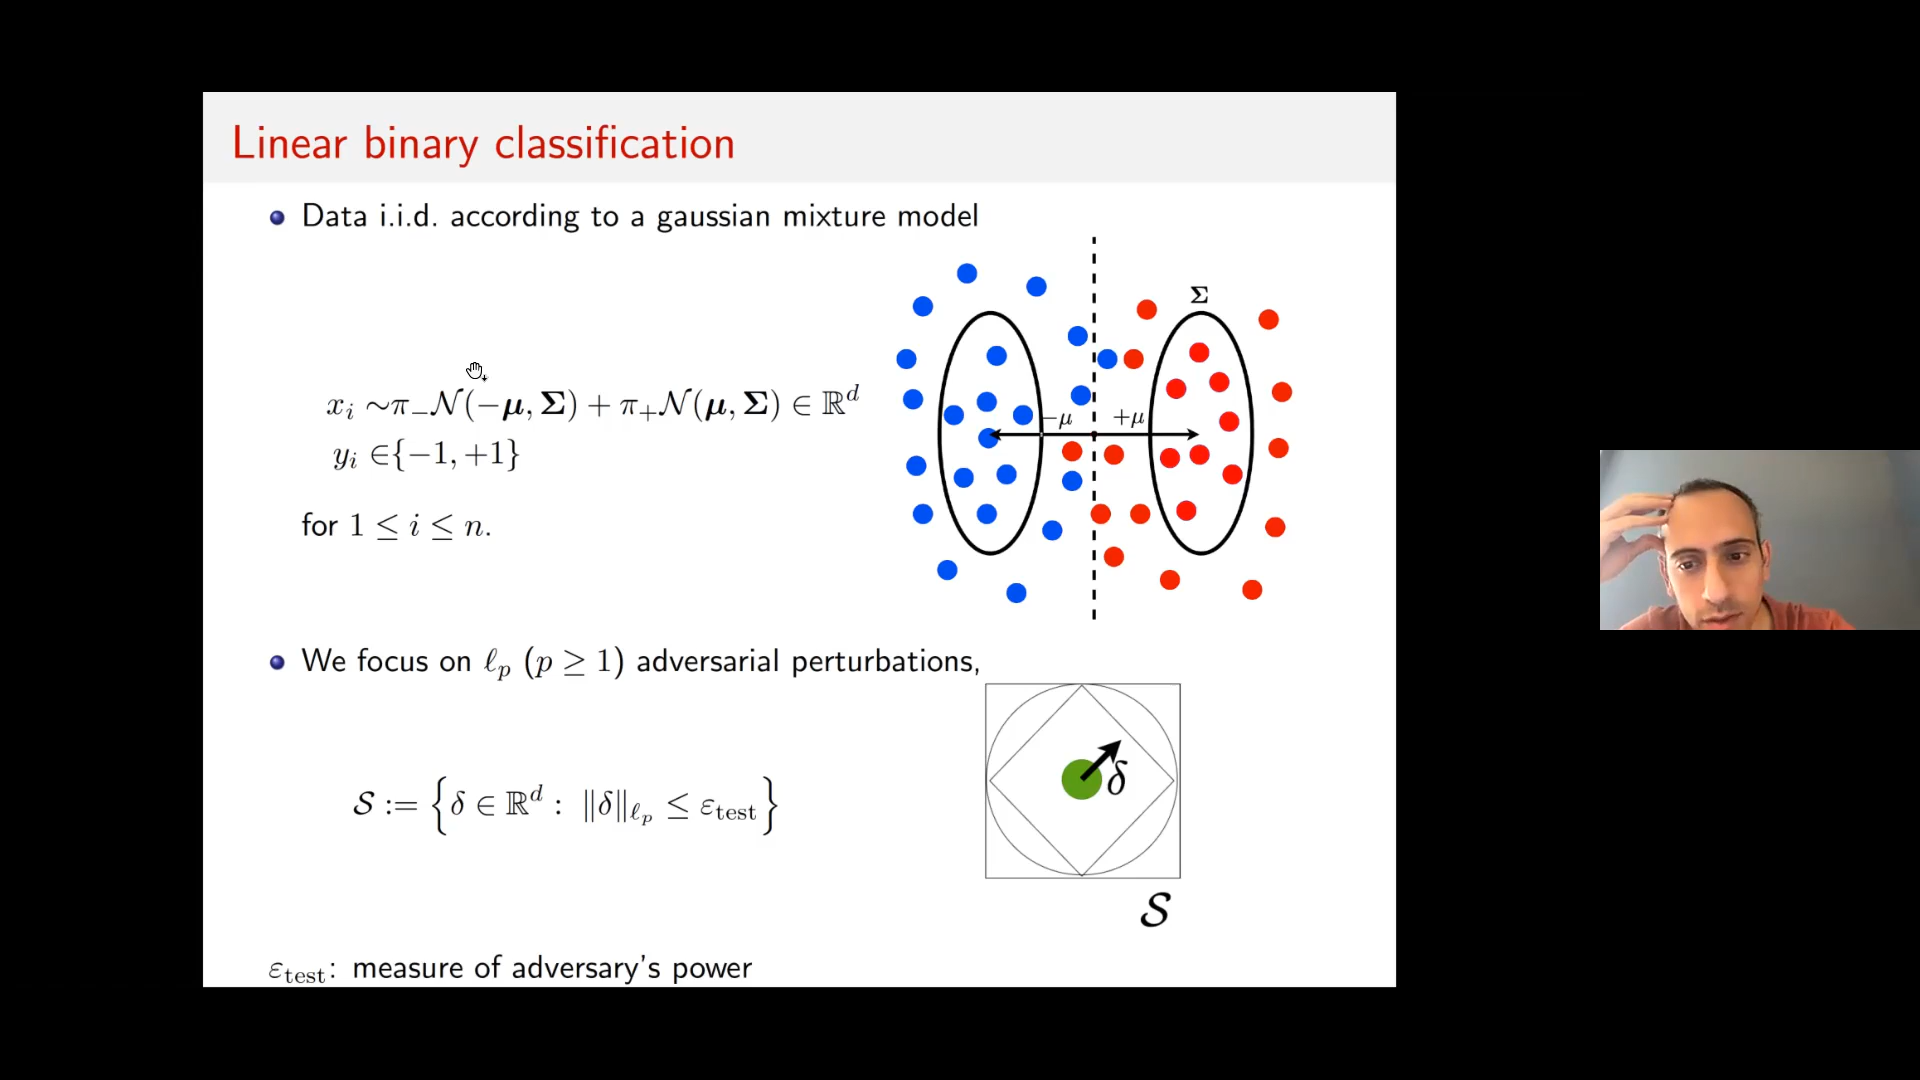 Linear binary classification
Data i.i.d. according to a gaussian mixture model
Σ
x_i ∼π_−𝒩(−μ, Σ) + π_+𝒩(μ, Σ) ∈ ℝ^d
−μ +μ
y_i ∈{−1, +1}
for 1 ≤ i ≤ n.
We focus on ℓ_p (p ≥ 1) adversarial perturbations,
δ
𝒮 := {δ ∈ ℝ^d : ‖δ‖_{ℓ_p} ≤ ε_test}
𝒮
ε_test: measure of adversary's power